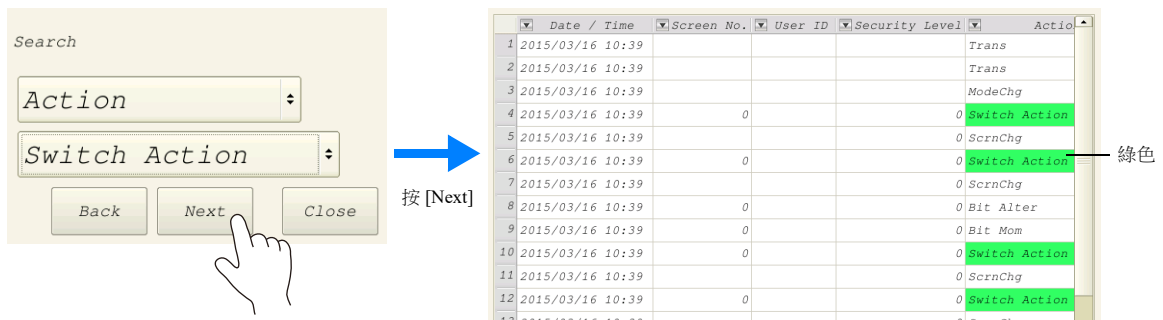 Search
Action
Switch Action
Back Next Close
按 [Next]
Date / Time Screen No. User ID Security Level Actio
1 2015/03/16 10:39 Trans
2 2015/03/16 10:39 Trans
3 2015/03/16 10:39 ModeChg
4 2015/03/16 10:39 0 0 Switch Action
5 2015/03/16 10:39 0 ScrnChg
6 2015/03/16 10:39 0 0 Switch Action
綠色
7 2015/03/16 10:39 0 ScrnChg
8 2015/03/16 10:39 0 0 Bit Alter
9 2015/03/16 10:39 0 0 Bit Mom
10 2015/03/16 10:39 0 0 Switch Action
11 2015/03/16 10:39 0 ScrnChg
12 2015/03/16 10:39 0 0 Switch Action